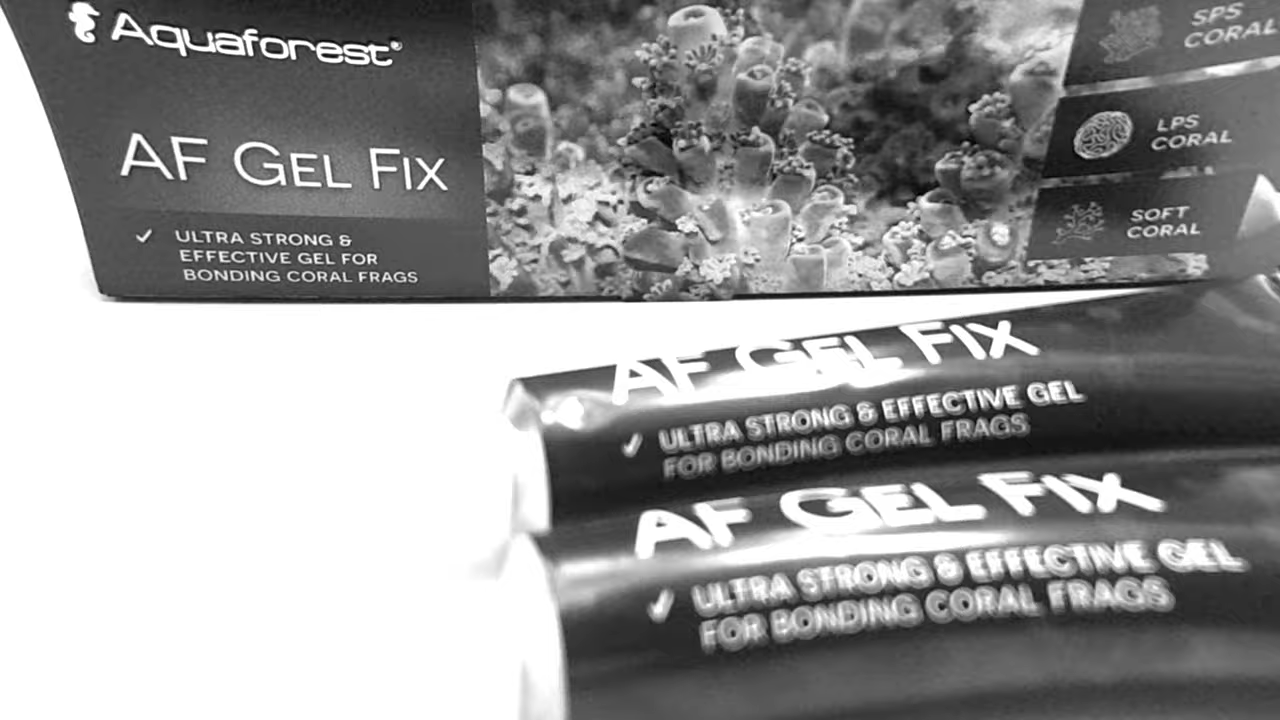 Aquaforest®
AF GEL FIX
✓ ULTRA STRONG &
EFFECTIVE GEL FOR
BONDING CORAL FRAGS
SPS
CORAL
LPS
CORAL
SOFT
CORAL
AF GEL FIX
✓ ULTRA STRONG & EFFECTIVE GEL
FOR BONDING CORAL FRAGS
AF GEL FIX
✓ ULTRA STRONG & EFFECTIVE GEL
FOR BONDING CORAL FRAGS